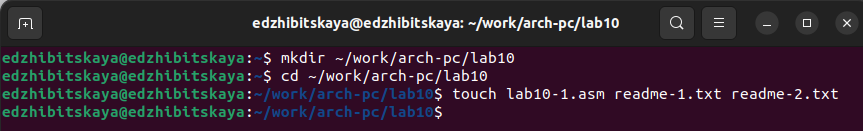 edzhibitskaya@edzhibitskaya: ~/work/arch-pc/lab10
edzhibitskaya@edzhibitskaya:~$ mkdir ~/work/arch-pc/lab10
edzhibitskaya@edzhibitskaya:~$ cd ~/work/arch-pc/lab10
edzhibitskaya@edzhibitskaya:~/work/arch-pc/lab10$ touch lab10-1.asm readme-1.txt readme-2.txt
edzhibitskaya@edzhibitskaya:~/work/arch-pc/lab10$